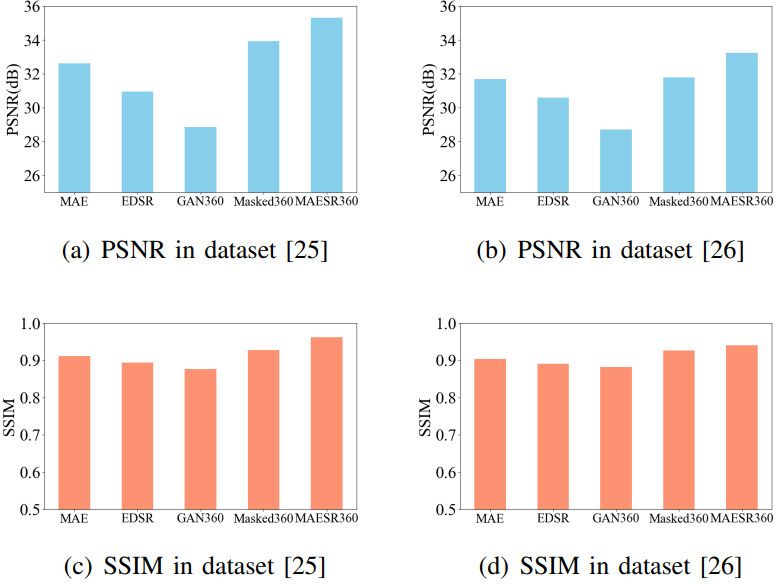 36
34
32
30
28
26
PSNR(dB)
MAE EDSR GAN360 Masked360 MAESR360
(a) PSNR in dataset [25]
36
34
32
30
28
26
PSNR(dB)
MAE EDSR GAN360 Masked360 MAESR360
(b) PSNR in dataset [26]
1.0
0.9
0.8
0.7
0.6
0.5
SSIM
MAE EDSR GAN360 Masked360 MAESR360
(c) SSIM in dataset [25]
1.0
0.9
0.8
0.7
0.6
0.5
SSIM
MAE EDSR GAN360 Masked360 MAESR360
(d) SSIM in dataset [26]